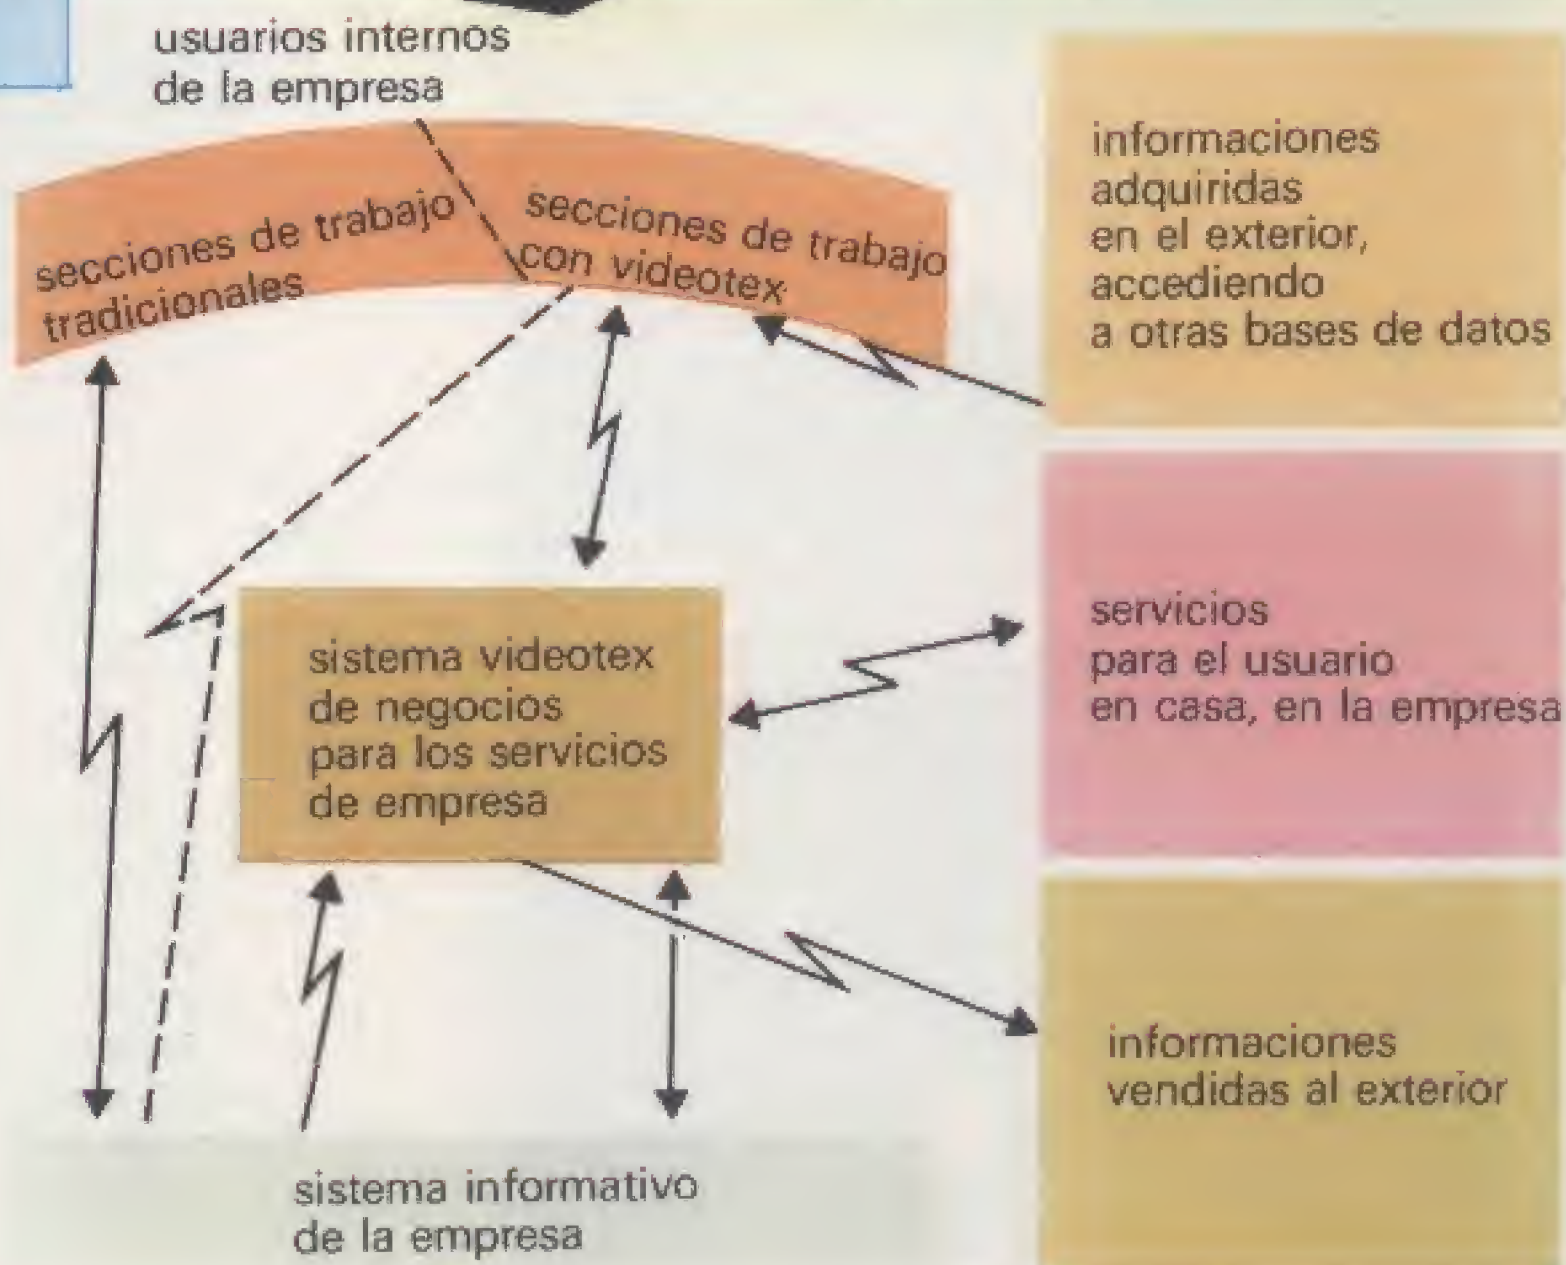 usuarios internos
de la empresa
secciones de trabajo
tradicionales
secciones de trabajo
con videotex
informaciones
adquiridas
en el exterior,
accediendo
a otras bases de datos
servicios
para el usuario
en casa, en la empresa
sistema videotex
de negocios
para los servicios
de empresa
informaciones
vendidas al exterior
sistema informativo
de la empresa